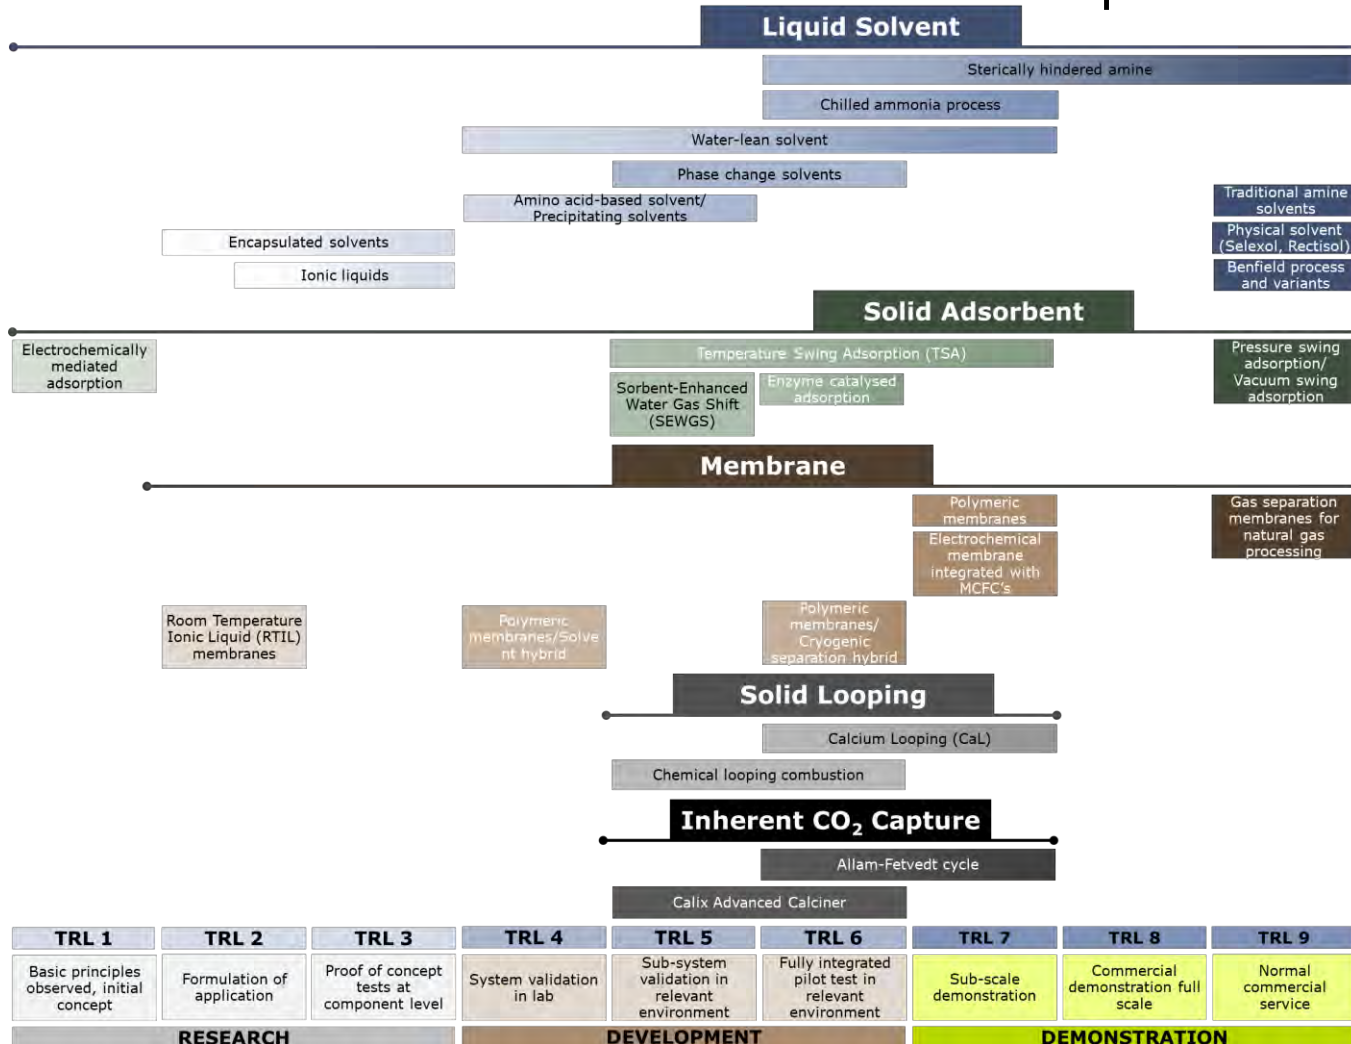 Liquid Solvent
Sterically hindered amine
Chilled ammonia process
Water-lean solvent
Phase change solvents
Amino acid-based solvent/
Precipitating solvents
Traditional amine
solvents
Encapsulated solvents
Physical solvent
(Selexol, Rectisol)
Ionic liquids
Benfield process
and variants
Solid Adsorbent
Electrochemically
mediated
adsorption
Temperature Swing Adsorption (TSA)
Pressure swing
adsorption/
Vacuum swing
adsorption
Sorbent-Enhanced
Water Gas Shift
(SEWGS)
Enzyme catalysed
adsorption
Membrane
Polymeric
membranes
Gas separation
membranes for
natural gas
processing
Electrochemical
membrane
integrated with
MCFC's
Room Temperature
Ionic Liquid (RTIL)
membranes
Polymeric
membranes/Solve
nt hybrid
Polymeric
membranes/
Cryogenic
separation hybrid
Solid Looping
Calcium Looping (CaL)
Chemical looping combustion
Inherent CO₂ Capture
Allam-Fetvedt cycle
Calix Advanced Calciner
TRL 1
TRL 2
TRL 3
TRL 4
TRL 5
TRL 6
TRL 7
TRL 8
TRL 9
Basic principles
observed, initial
concept
Formulation of
application
Proof of concept
tests at
component level
System validation
in lab
Sub-system
validation in
relevant
environment
Fully integrated
pilot test in
relevant
environment
Sub-scale
demonstration
Commercial
demonstration full
scale
Normal
commercial
service
RESEARCH
DEVELOPMENT
DEMONSTRATION